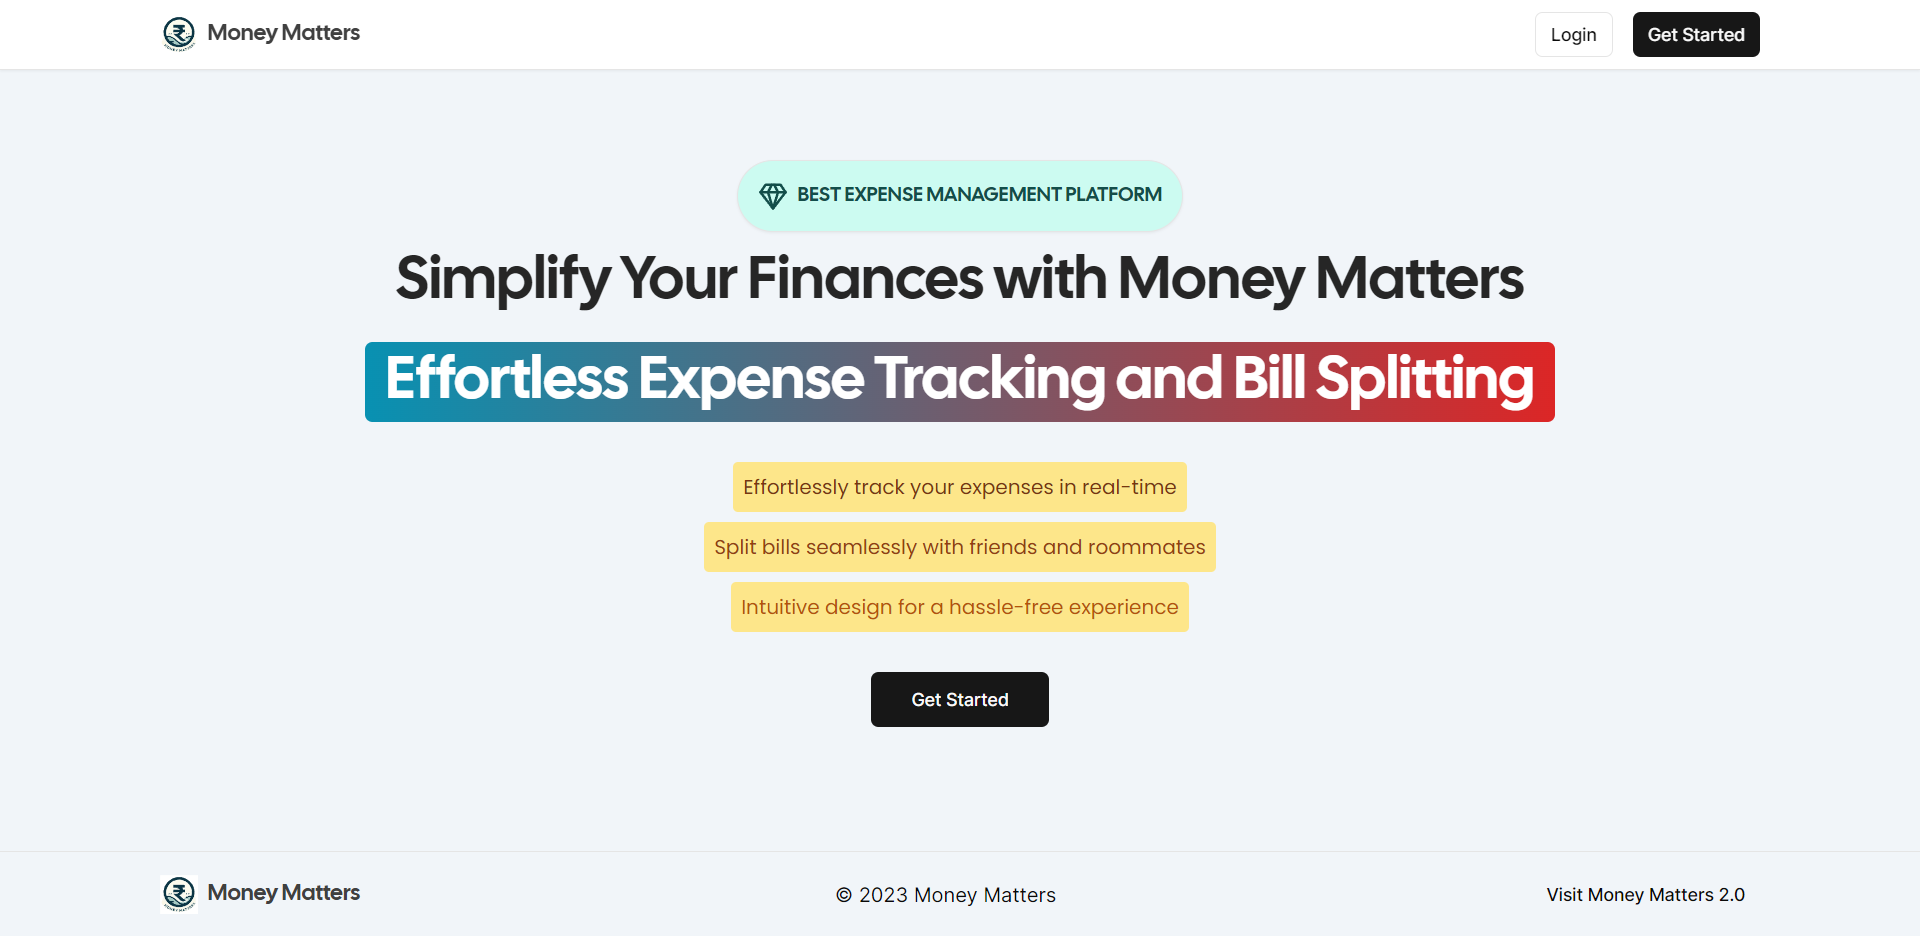 Money Matters
Login
Get Started
BEST EXPENSE MANAGEMENT PLATFORM
Simplify Your Finances with Money Matters
Effortless Expense Tracking and Bill Splitting
Effortlessly track your expenses in real-time
Split bills seamlessly with friends and roommates
Intuitive design for a hassle-free experience
Get Started
Money Matters
© 2023 Money Matters
Visit Money Matters 2.0